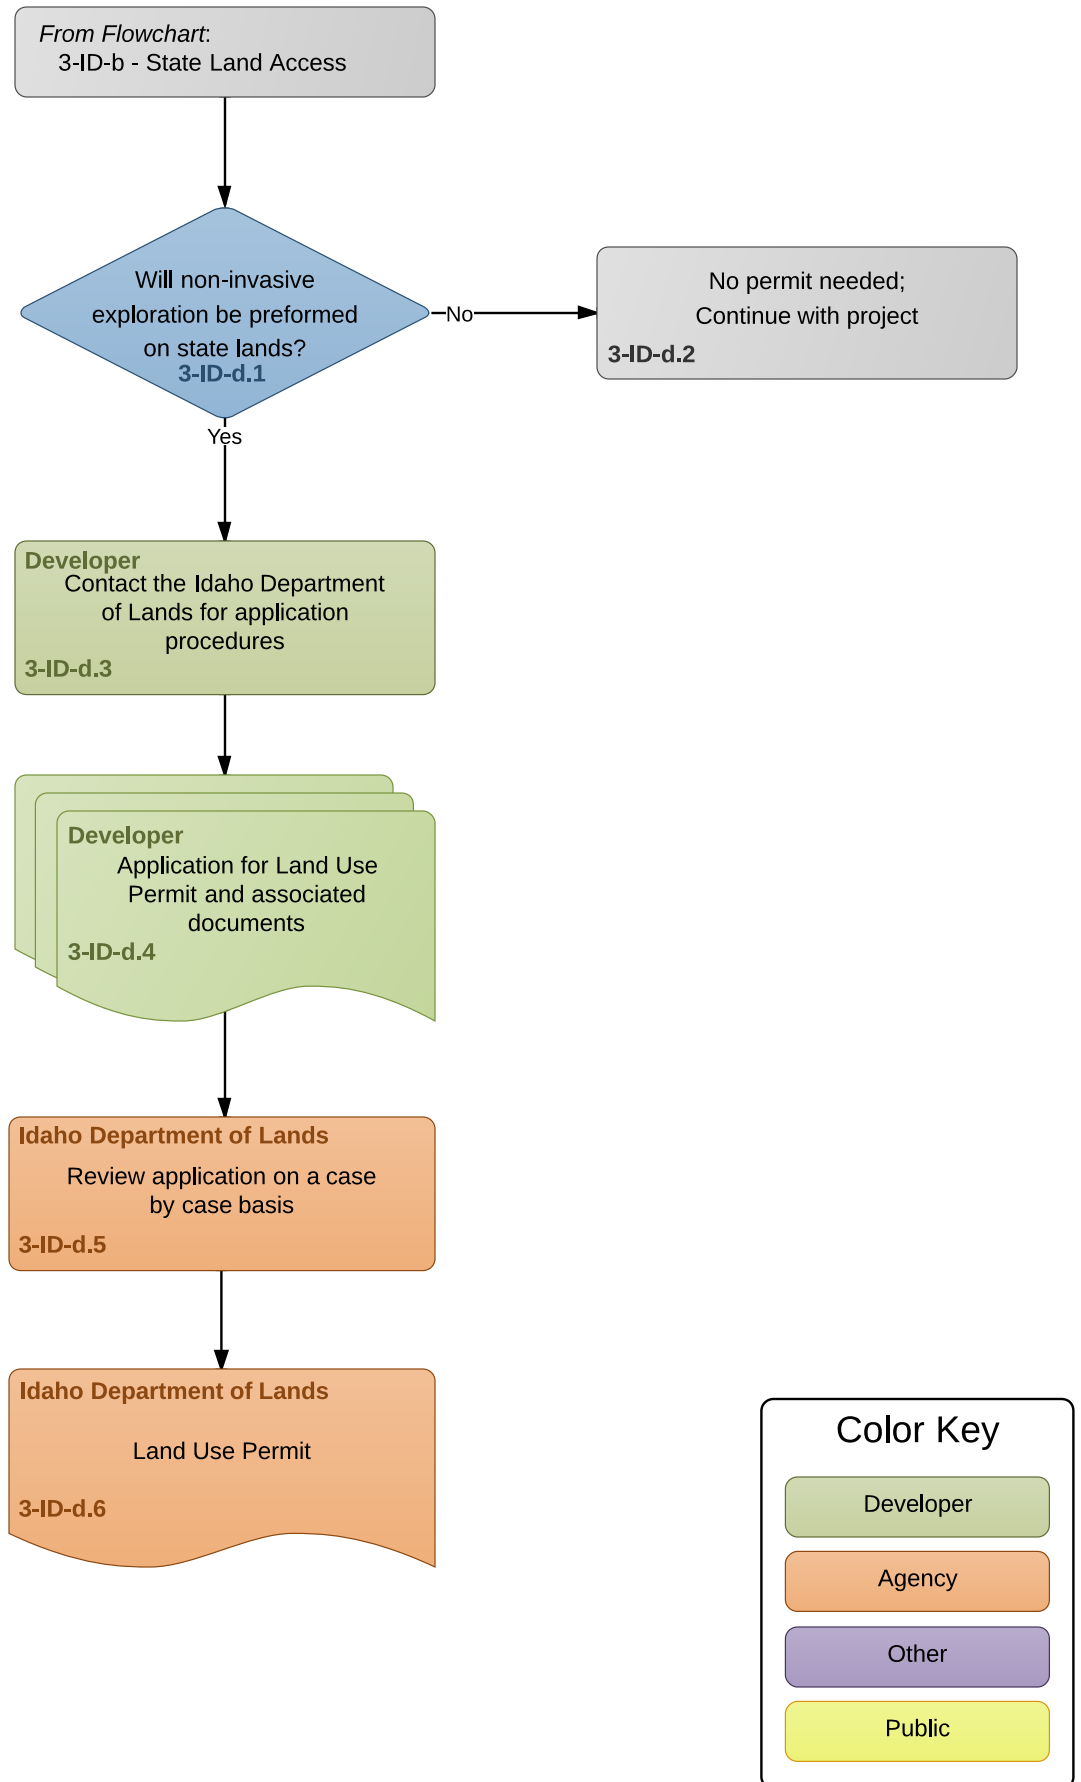 From Flowchart:
3-ID-b - State Land Access
Will non-invasive
exploration be preformed
on state lands?
3-ID-d.1
No
No permit needed;
Continue with project
3-ID-d.2
Yes
Developer
Contact the Idaho Department
of Lands for application
procedures
3-ID-d.3
Developer
Application for Land Use
Permit and associated
documents
3-ID-d.4
Idaho Department of Lands
Review application on a case
by case basis
3-ID-d.5
Idaho Department of Lands
Land Use Permit
3-ID-d.6
Color Key
Developer
Agency
Other
Public